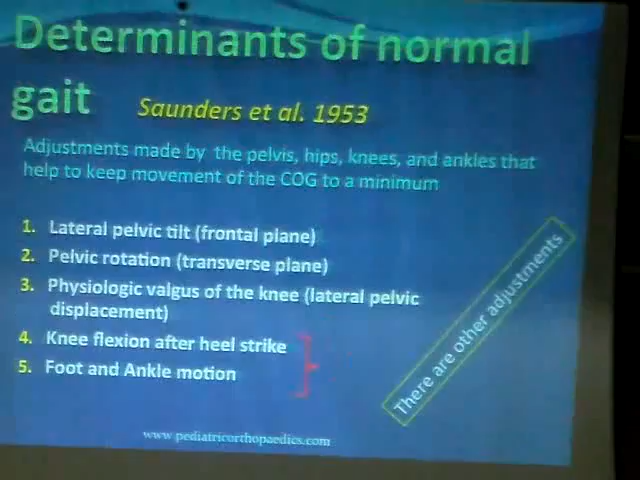 Determinants of normal
gait Saunders et al. 1953
Adjustments made by the pelvis, hips, knees, and ankles that
help to keep movement of the COG to a minimum
1. Lateral pelvic tilt (frontal plane)
2. Pelvic rotation (transverse plane)
3. Physiologic valgus of the knee (lateral pelvic
displacement)
4. Knee flexion after heel strike
5. Foot and Ankle motion
There are other adjustments
www.pediatricorthopaedics.com